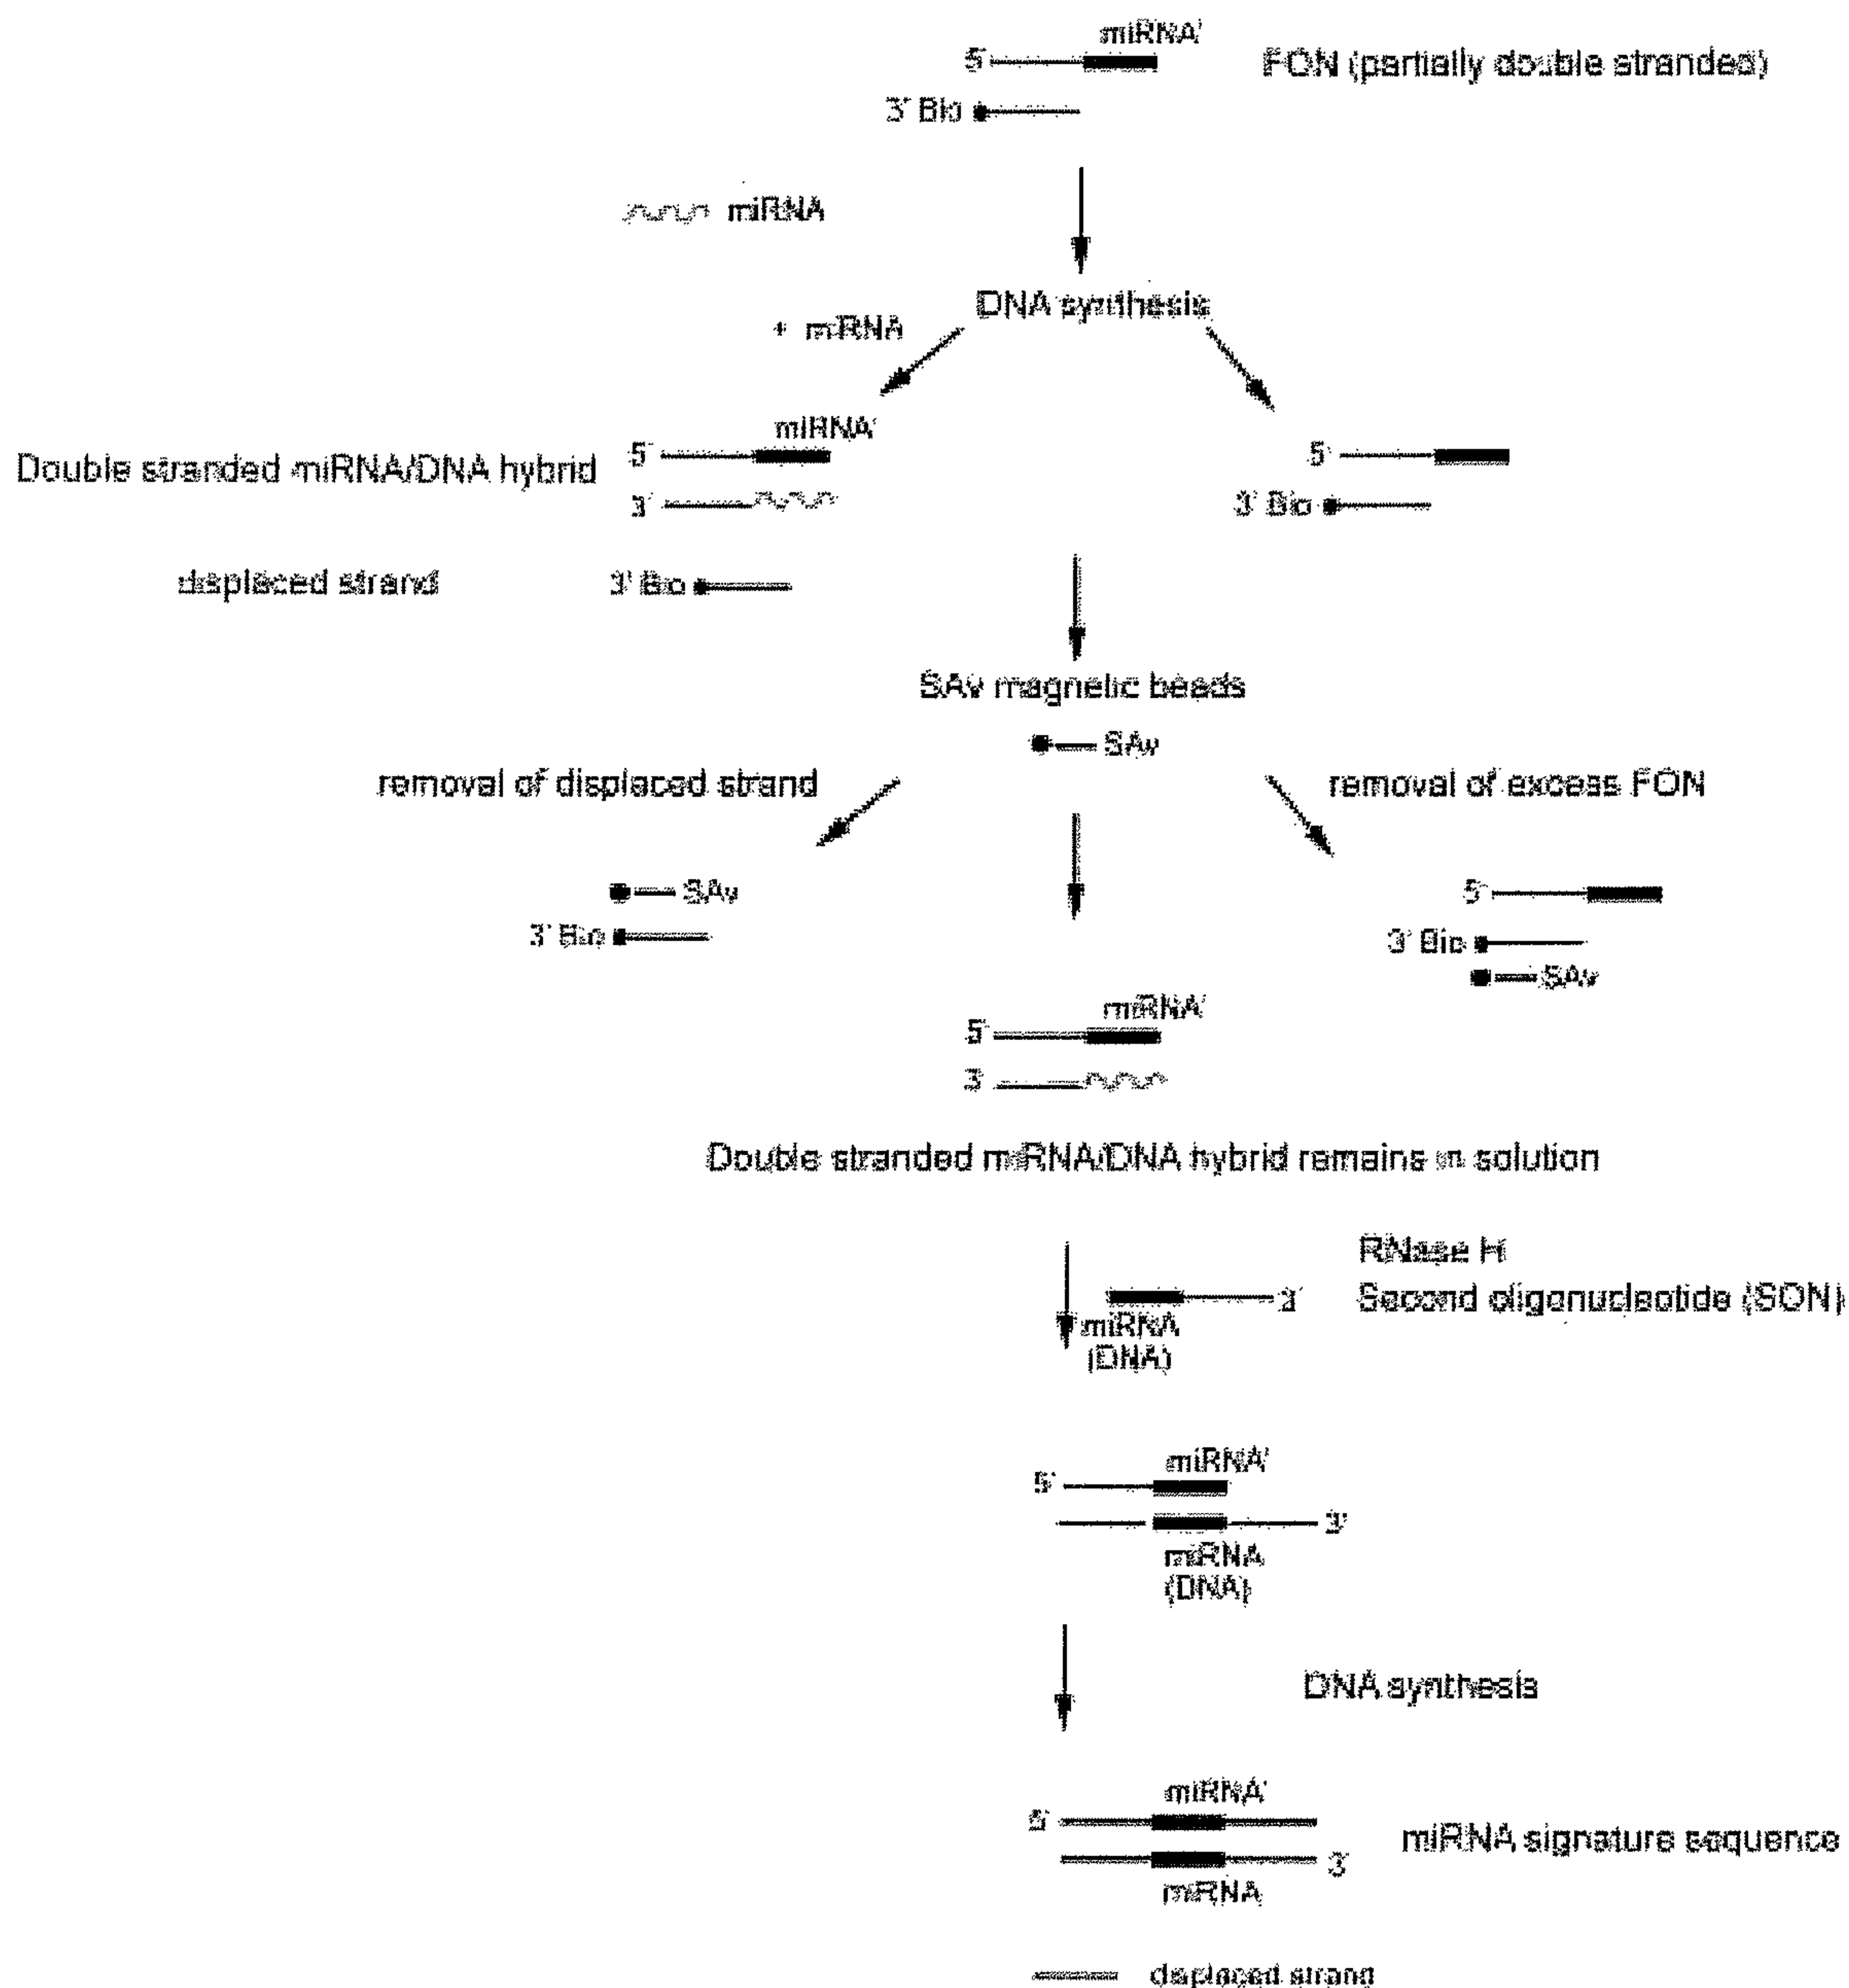 miRNA'
5' FON (partially double stranded)
3' Bio
miRNA
DNA synthesis
+ miRNA
miRNA'
Double stranded miRNA/DNA hybrid 5' 5'
3' 3' Bio
displaced strand 3' Bio
SAv magnetic beads
SAv
removal of displaced strand removal of excess FON
SAv 5'
3' Bio 3' Bio
SAv
miRNA'
5'
3'
Double stranded miRNA/DNA hybrid remains in solution
RNase H
3' Second oligonucleotide (SON)
miRNA
(DNA)
miRNA'
5'
3'
miRNA
(DNA)
DNA synthesis
miRNA'
5'
miRNA signature sequence
3'
miRNA
displaced strand